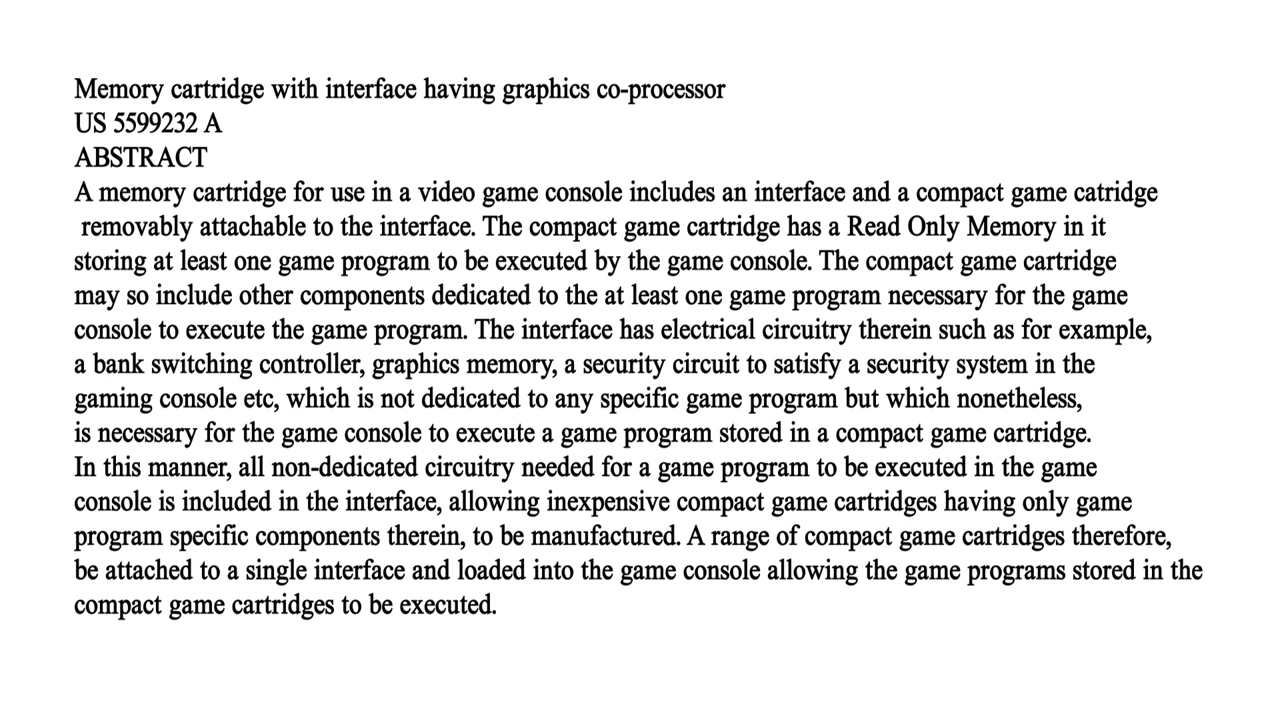 Memory cartridge with interface having graphics co-processor
US 5599232 A
ABSTRACT
A memory cartridge for use in a video game console includes an interface and a compact game catridge
removably attachable to the interface. The compact game cartridge has a Read Only Memory in it
storing at least one game program to be executed by the game console. The compact game cartridge
may so include other components dedicated to the at least one game program necessary for the game
console to execute the game program. The interface has electrical circuitry therein such as for example,
a bank switching controller, graphics memory, a security circuit to satisfy a security system in the
gaming console etc, which is not dedicated to any specific game program but which nonetheless,
is necessary for the game console to execute a game program stored in a compact game cartridge.
In this manner, all non-dedicated circuitry needed for a game program to be executed in the game
console is included in the interface, allowing inexpensive compact game cartridges having only game
program specific components therein, to be manufactured. A range of compact game cartridges therefore,
be attached to a single interface and loaded into the game console allowing the game programs stored in the
compact game cartridges to be executed.